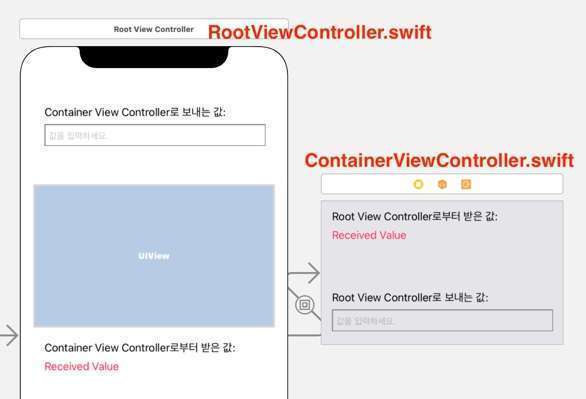 Root View Controller
RootViewController.swift
Container View Controller로 보내는 값:
값을 입력하세요.
UIView
Container View Controller로부터 받은 값:
Received Value
ContainerViewController.swift
Root View Controller로부터 받은 값:
Received Value
Root View Controller로 보내는 값:
값을 입력하세요.